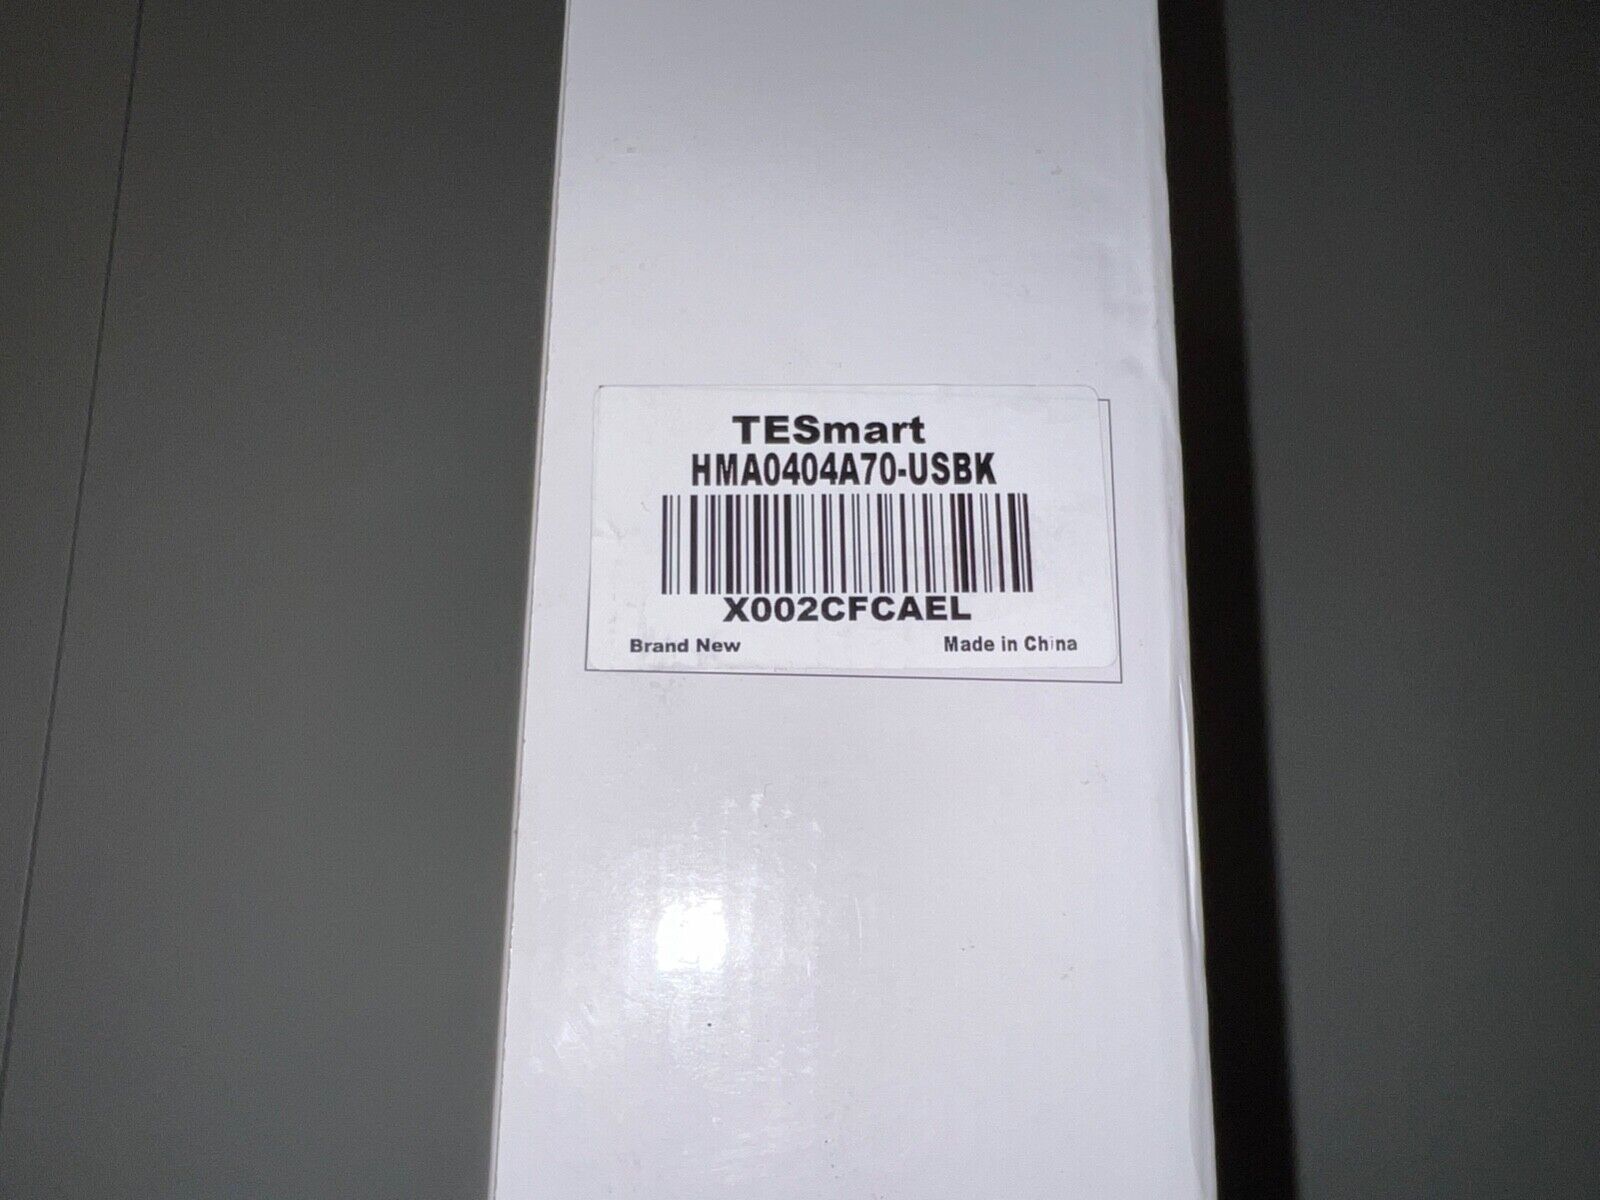 TESmart
HMA0404A70-USBK
X002CFCAEL
Brand New Made in China